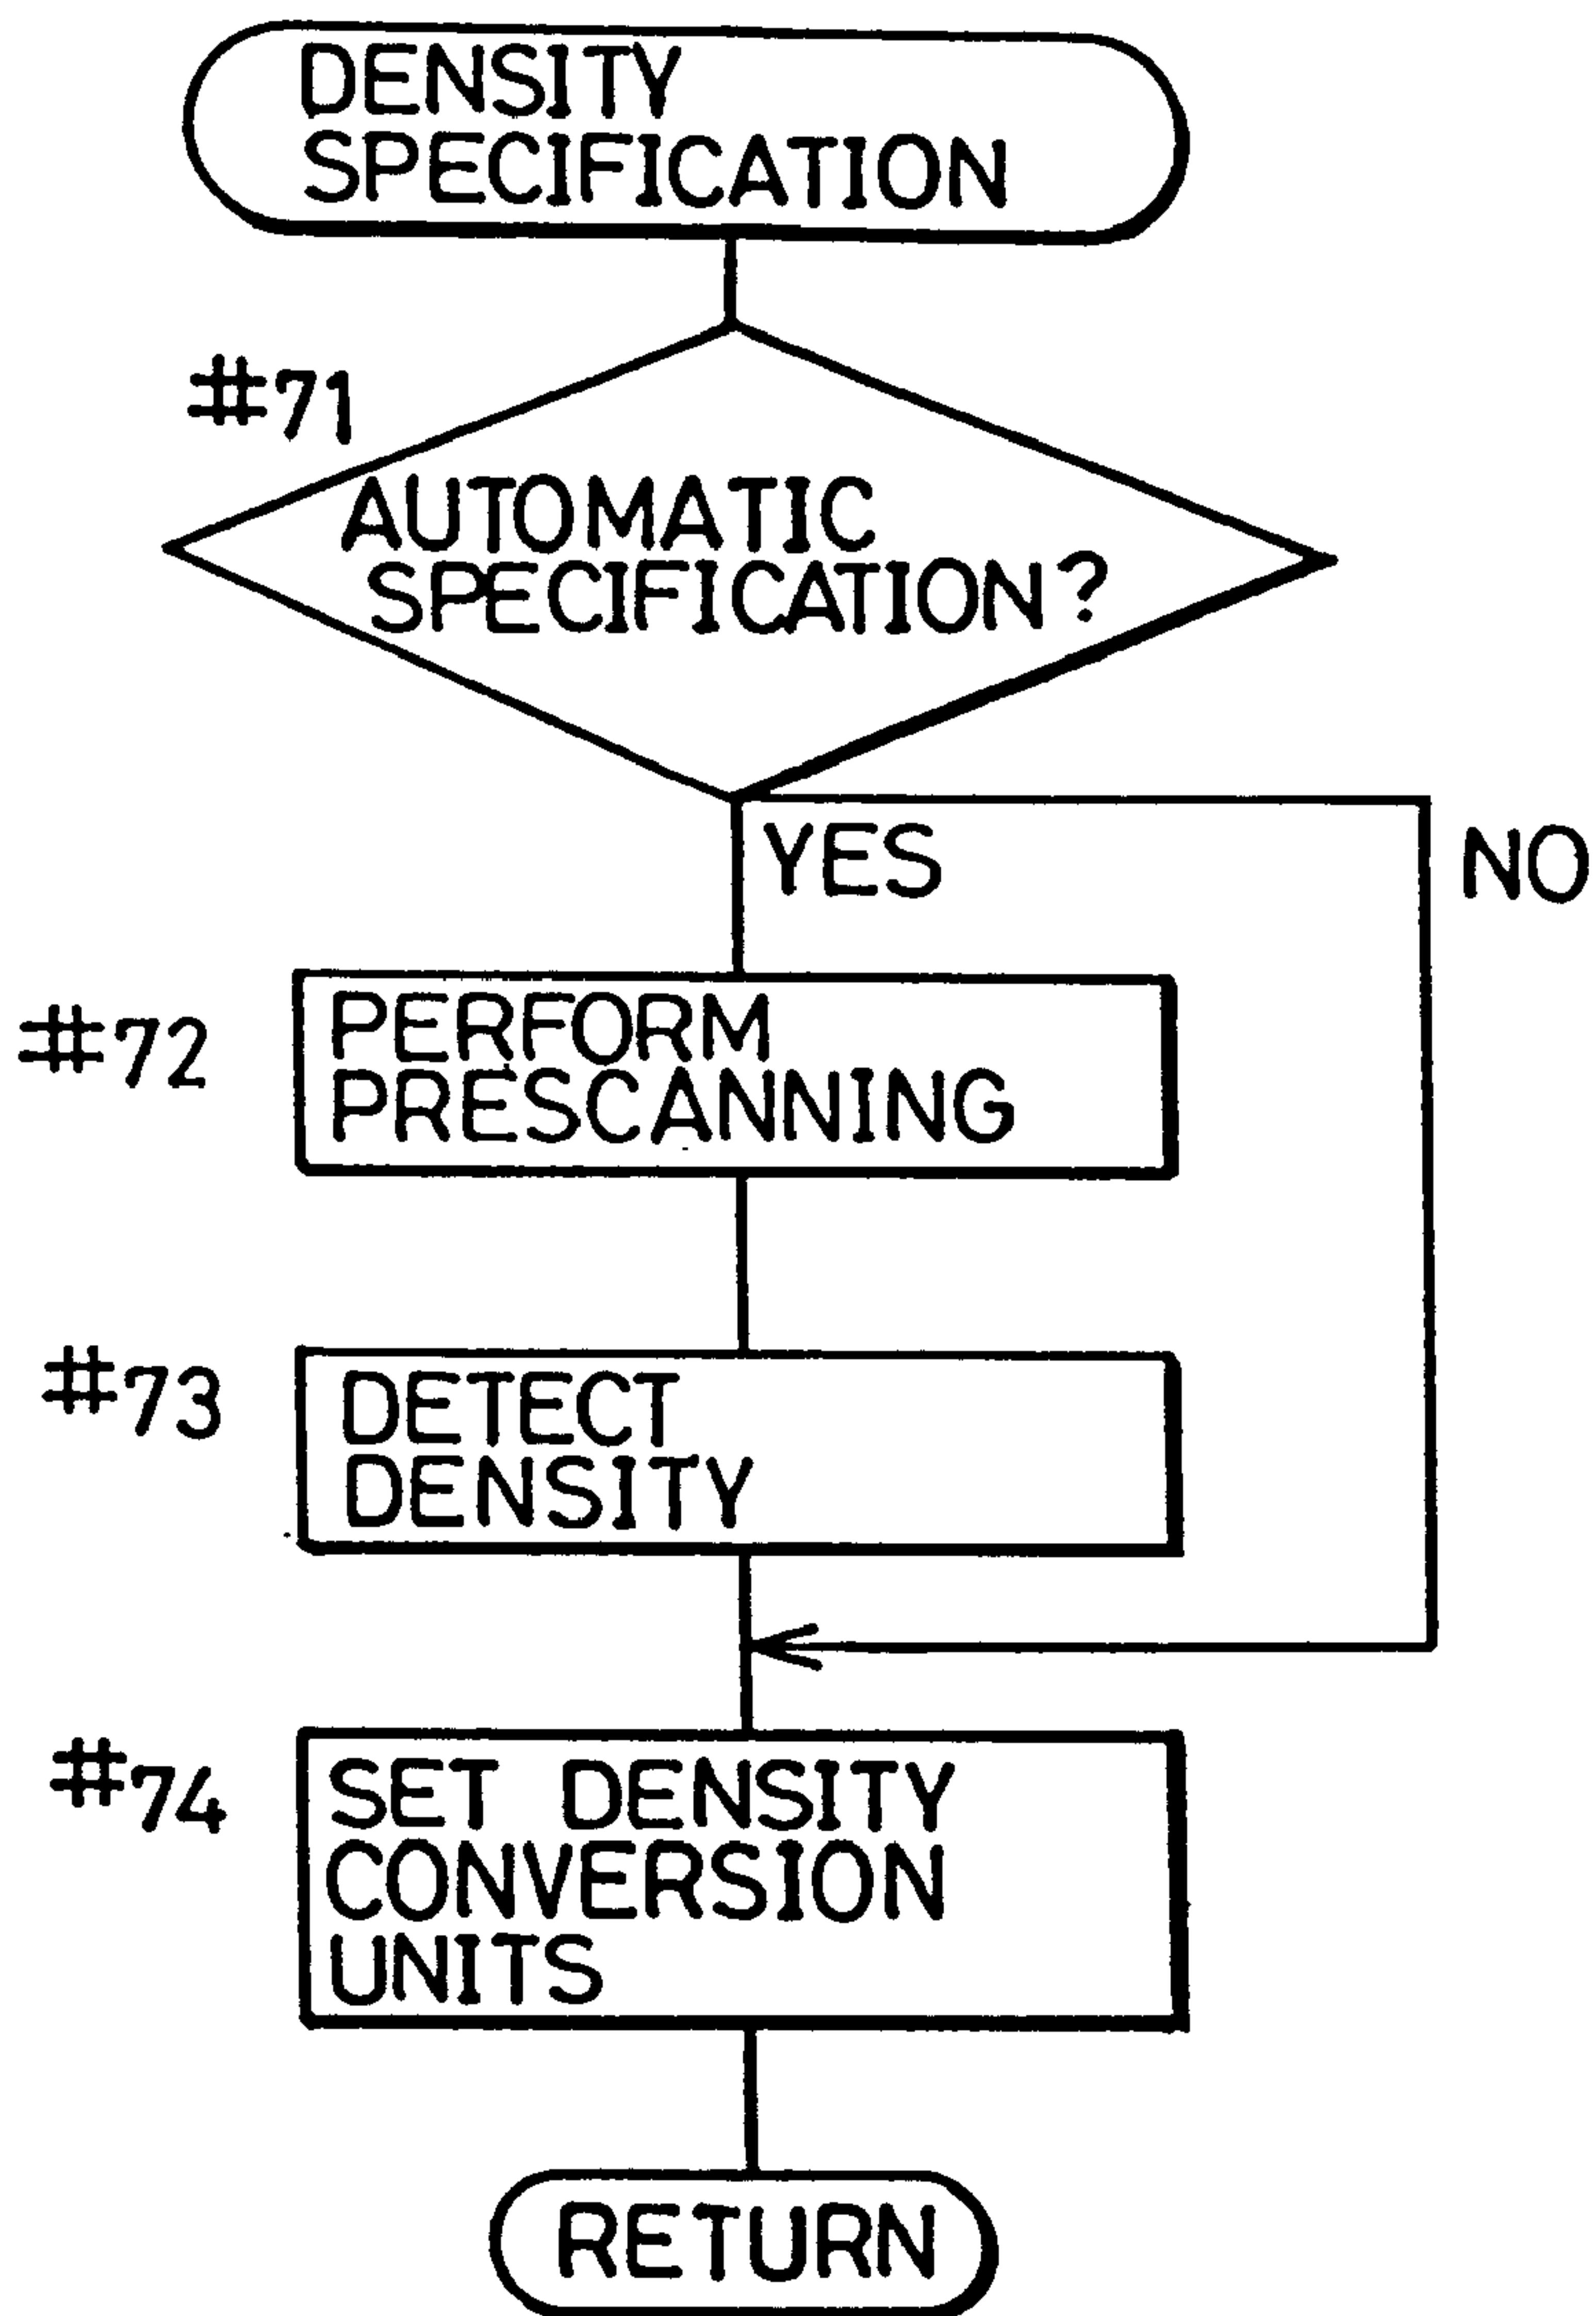 DENSITY
SPECIFICATION
#71
AUTOMATIC
SPECIFICATION?
YES
NO
#72
PERFORM
PRESCANNING
#73
DETECT
DENSITY
#74
SET DENSITY
CONVERSION
UNITS
RETURN